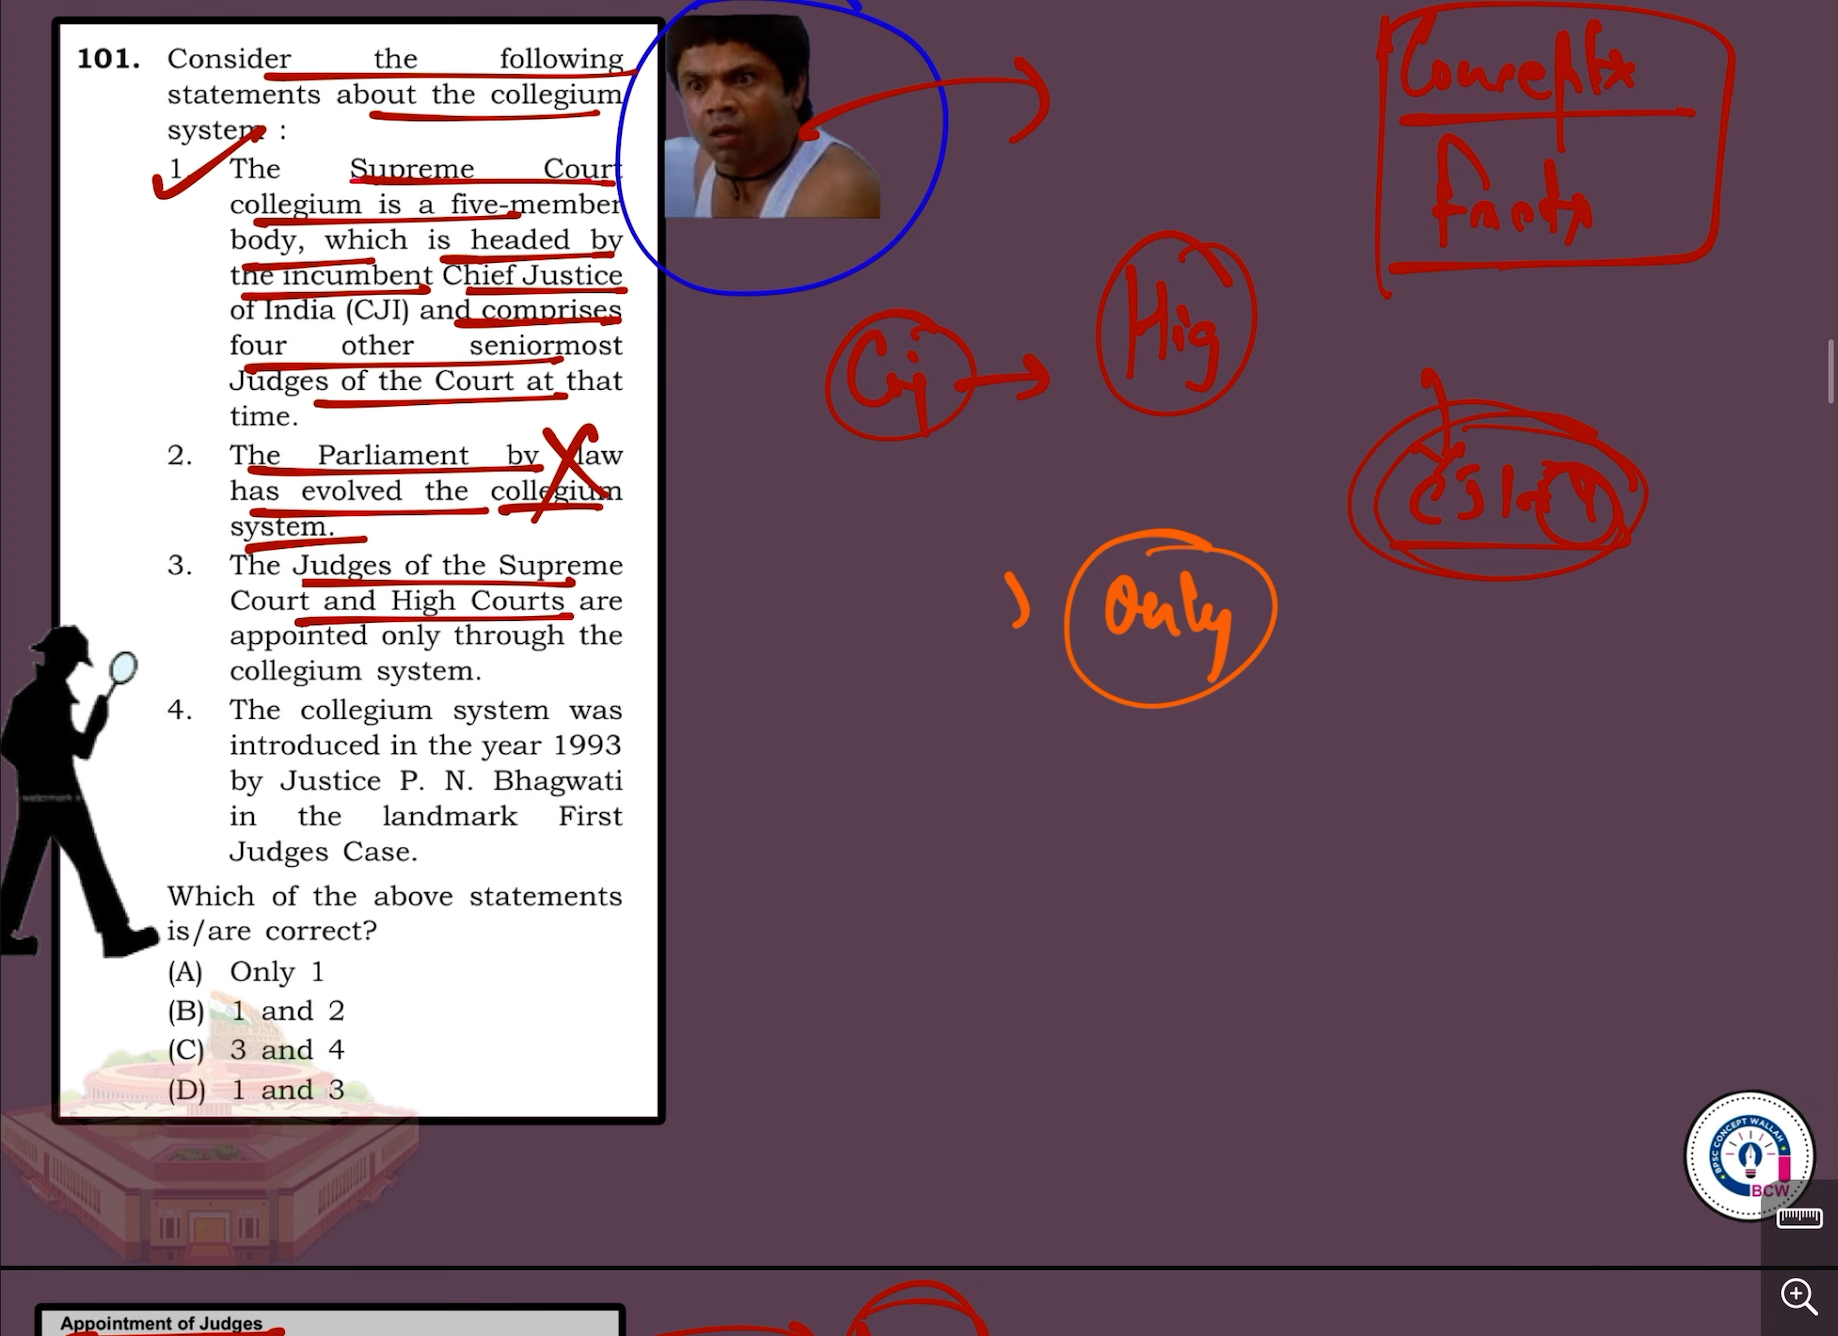 101. Consider the following
statements about the collegium
system :
1. The Supreme Court
collegium is a five-member
body, which is headed by
the incumbent Chief Justice
of India (CJI) and comprises
four other seniormost
Judges of the Court at that
time.
2. The Parliament by law
has evolved the collegium
system.
3. The Judges of the Supreme
Court and High Courts are
appointed only through the
collegium system.
4. The collegium system was
introduced in the year 1993
by Justice P. N. Bhagwati
in the landmark First
Judges Case.
Which of the above statements
is/are correct?
(A) Only 1
(B) 1 and 2
(C) 3 and 4
(D) 1 and 3
Facts
Only
BPSC CONCEPT WALLAH
BCW
Appointment of Judges